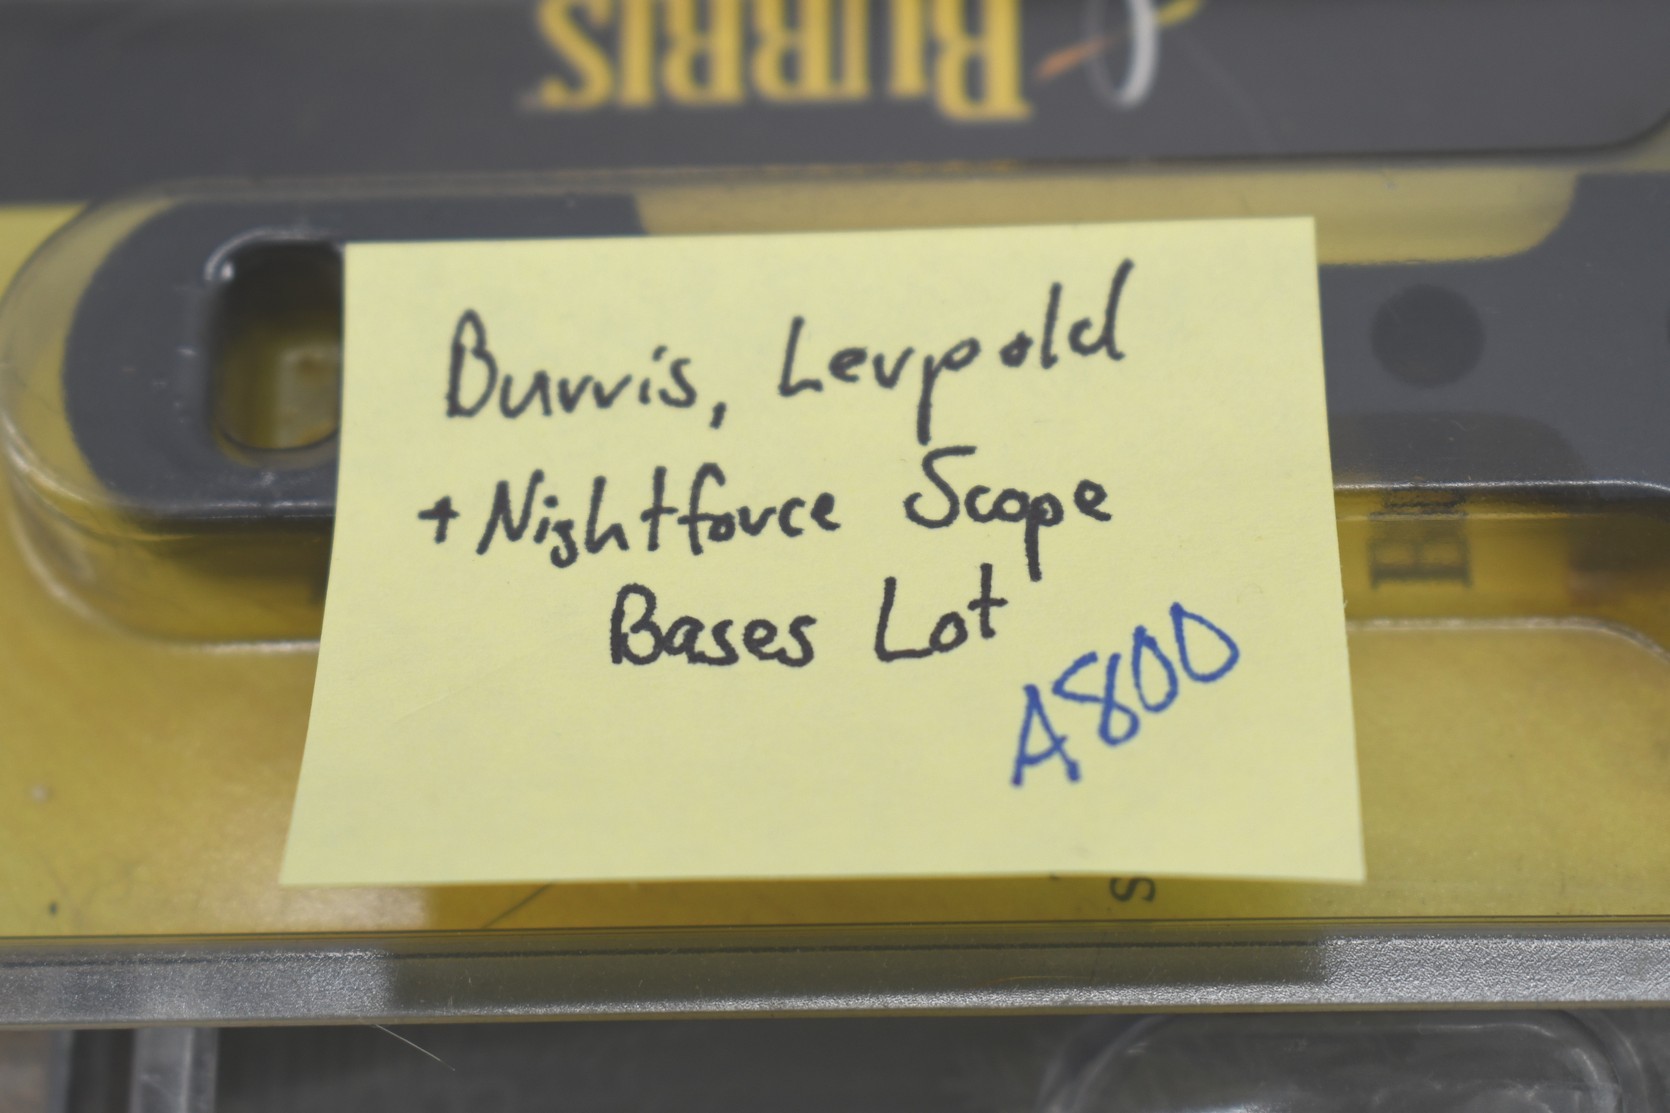 BURRIS
Burris, Leupold
+ Nightforce Scope
Bases Lot
A800